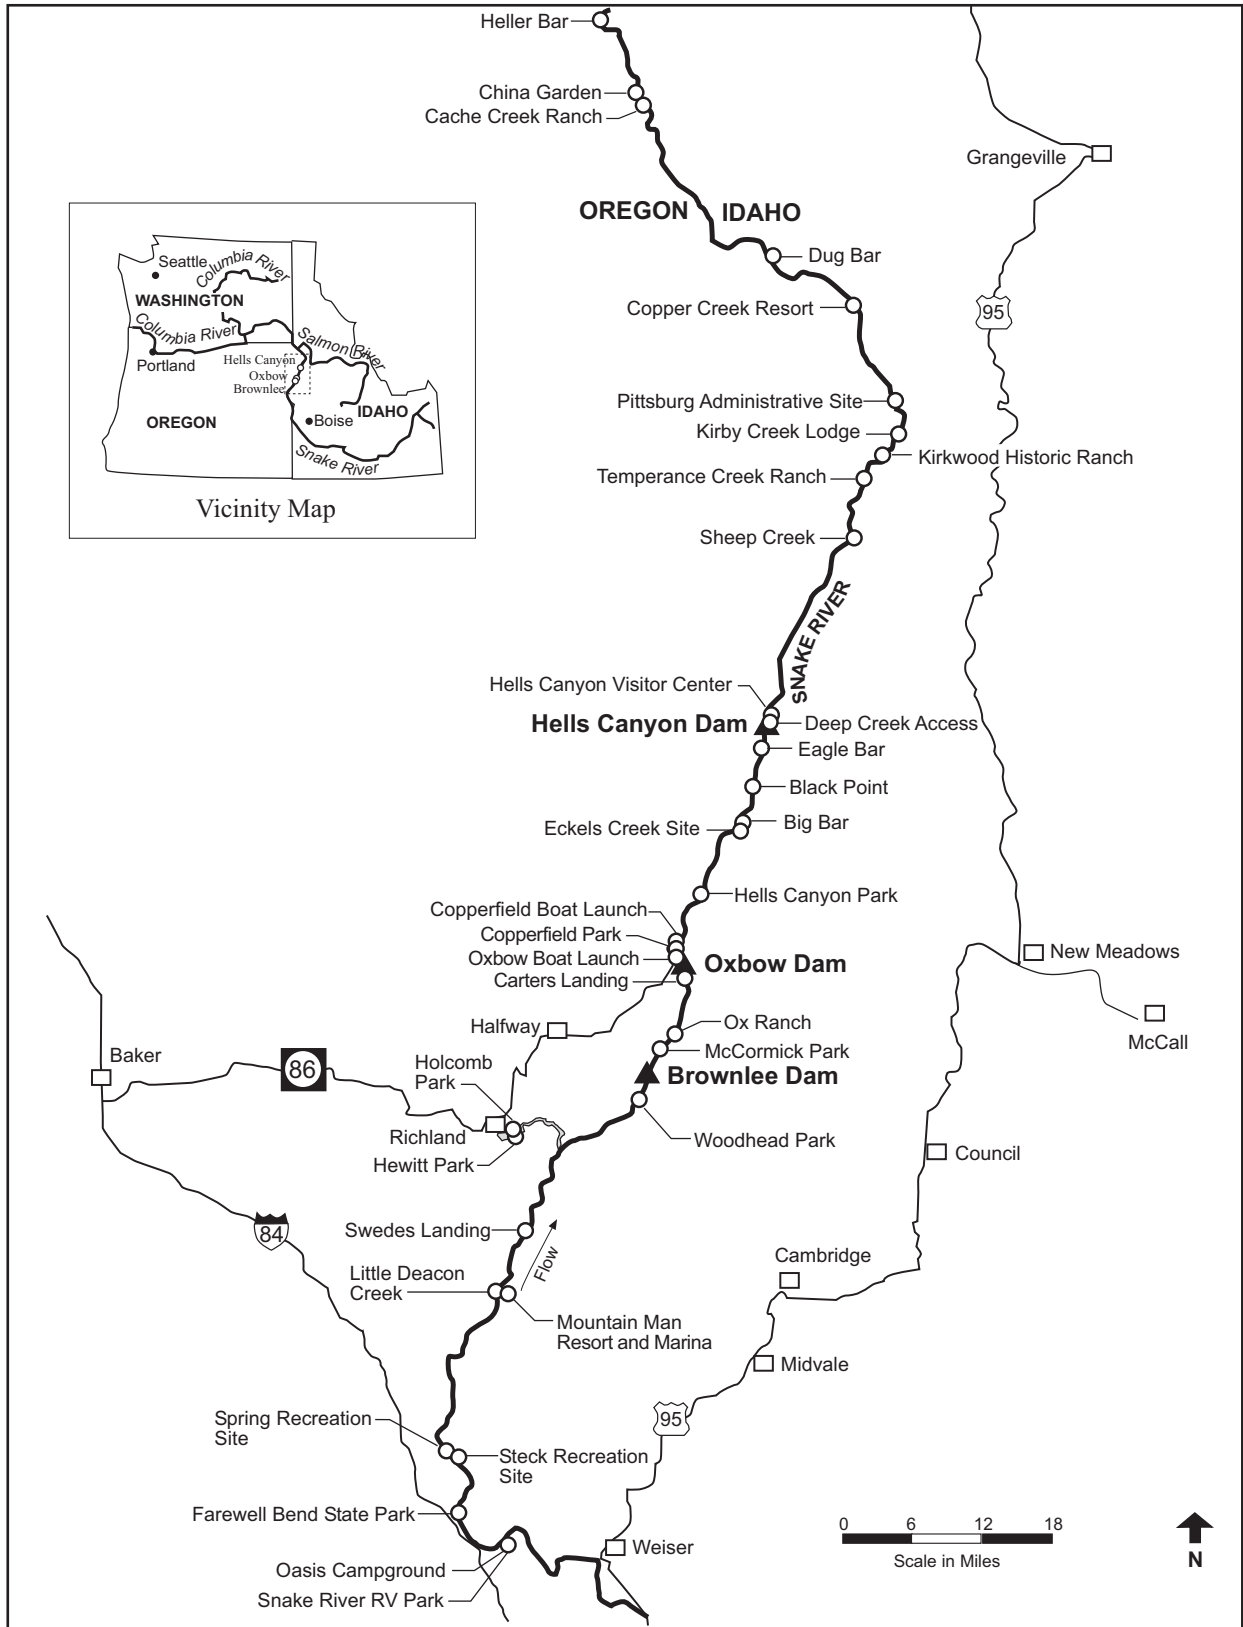 Heller Bar
China Garden
Cache Creek Ranch
Grangeville
OREGON
IDAHO
Dug Bar
Copper Creek Resort
95
Pittsburg Administrative Site
Kirby Creek Lodge
Kirkwood Historic Ranch
Temperance Creek Ranch
Sheep Creek
SNAKE RIVER
Seattle
Columbia River
WASHINGTON
Columbia River
Salmon River
Portland
Hells Canyon
Oxbow
Brownlee
IDAHO
OREGON
Boise
Snake River
Vicinity Map
Hells Canyon Visitor Center
Hells Canyon Dam
Deep Creek Access
Eagle Bar
Black Point
Big Bar
Eckels Creek Site
Hells Canyon Park
Copperfield Boat Launch
Copperfield Park
Oxbow Boat Launch
Oxbow Dam
Carters Landing
New Meadows
McCall
Halfway
Ox Ranch
McCormick Park
Baker
86
Holcomb
Park
Brownlee Dam
Richland
Woodhead Park
Hewitt Park
Council
Swedes Landing
84
Flow
Cambridge
Little Deacon
Creek
Mountain Man
Resort and Marina
Midvale
95
Spring Recreation
Site
Steck Recreation
Site
Farewell Bend State Park
Weiser
Oasis Campground
Snake River RV Park
0 6 12 18
Scale in Miles
N